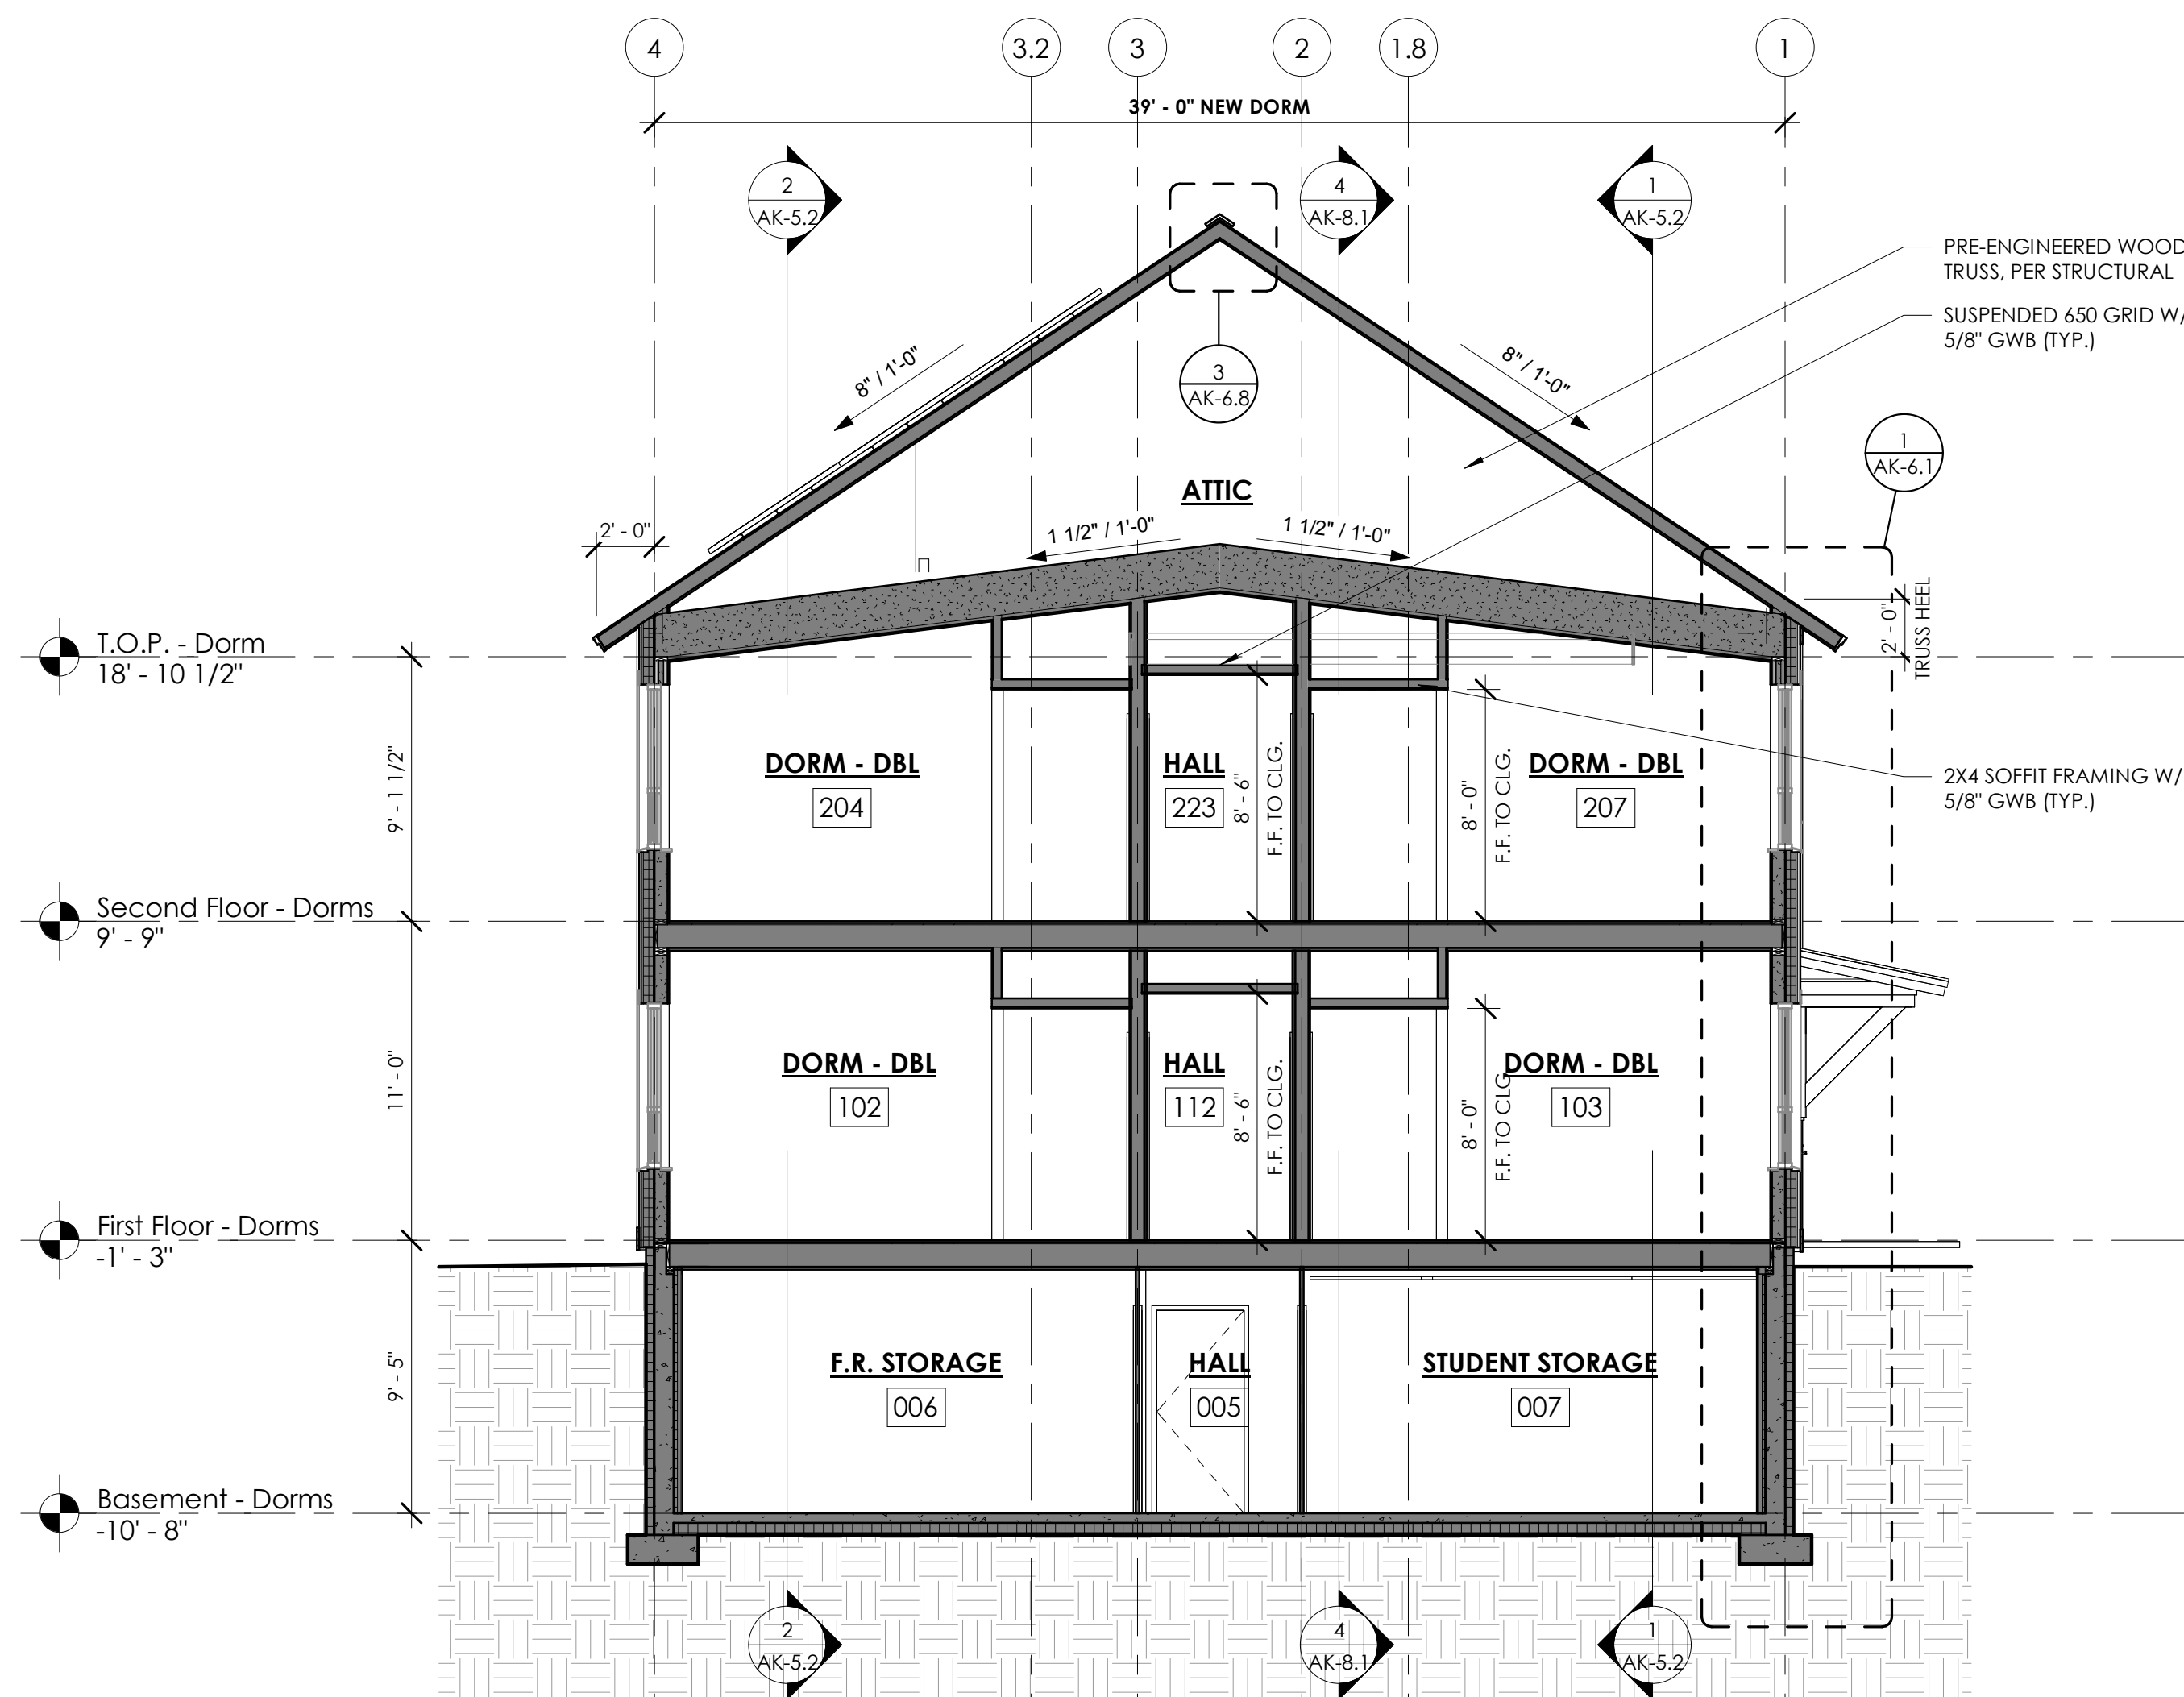 4
3.2
3
2
1.8
1
39' - 0" NEW DORM
2
AK-5.2
4
AK-8.1
1
AK-5.2
PRE-ENGINEERED WOOD
TRUSS, PER STRUCTURAL
SUSPENDED 650 GRID W/
5/8" GWB (TYP.)
8" / 1'-0"
8" / 1'-0"
3
AK-6.8
1
AK-6.1
ATTIC
2' - 0"
1 1/2" / 1'-0"
1 1/2" / 1'-0"
2' - 0"
TRUSS HEEL
T.O.P. - Dorm
18' - 10 1/2"
9' - 1 1/2"
DORM - DBL
204
HALL
223
8' - 6"
F.F. TO CLG.
8' - 0"
F.F. TO CLG.
DORM - DBL
207
2X4 SOFFIT FRAMING W/
5/8" GWB (TYP.)
Second Floor - Dorms
9' - 9"
11' - 0"
DORM - DBL
102
HALL
112
8' - 6"
F.F. TO CLG.
8' - 0"
F.F. TO CLG
DORM - DBL
103
First Floor - Dorms
-1' - 3"
9' - 5"
F.R. STORAGE
006
HALL
005
STUDENT STORAGE
007
Basement - Dorms
-10' - 8"
2
AK-5.2
4
AK-8.1
1
AK-5.2